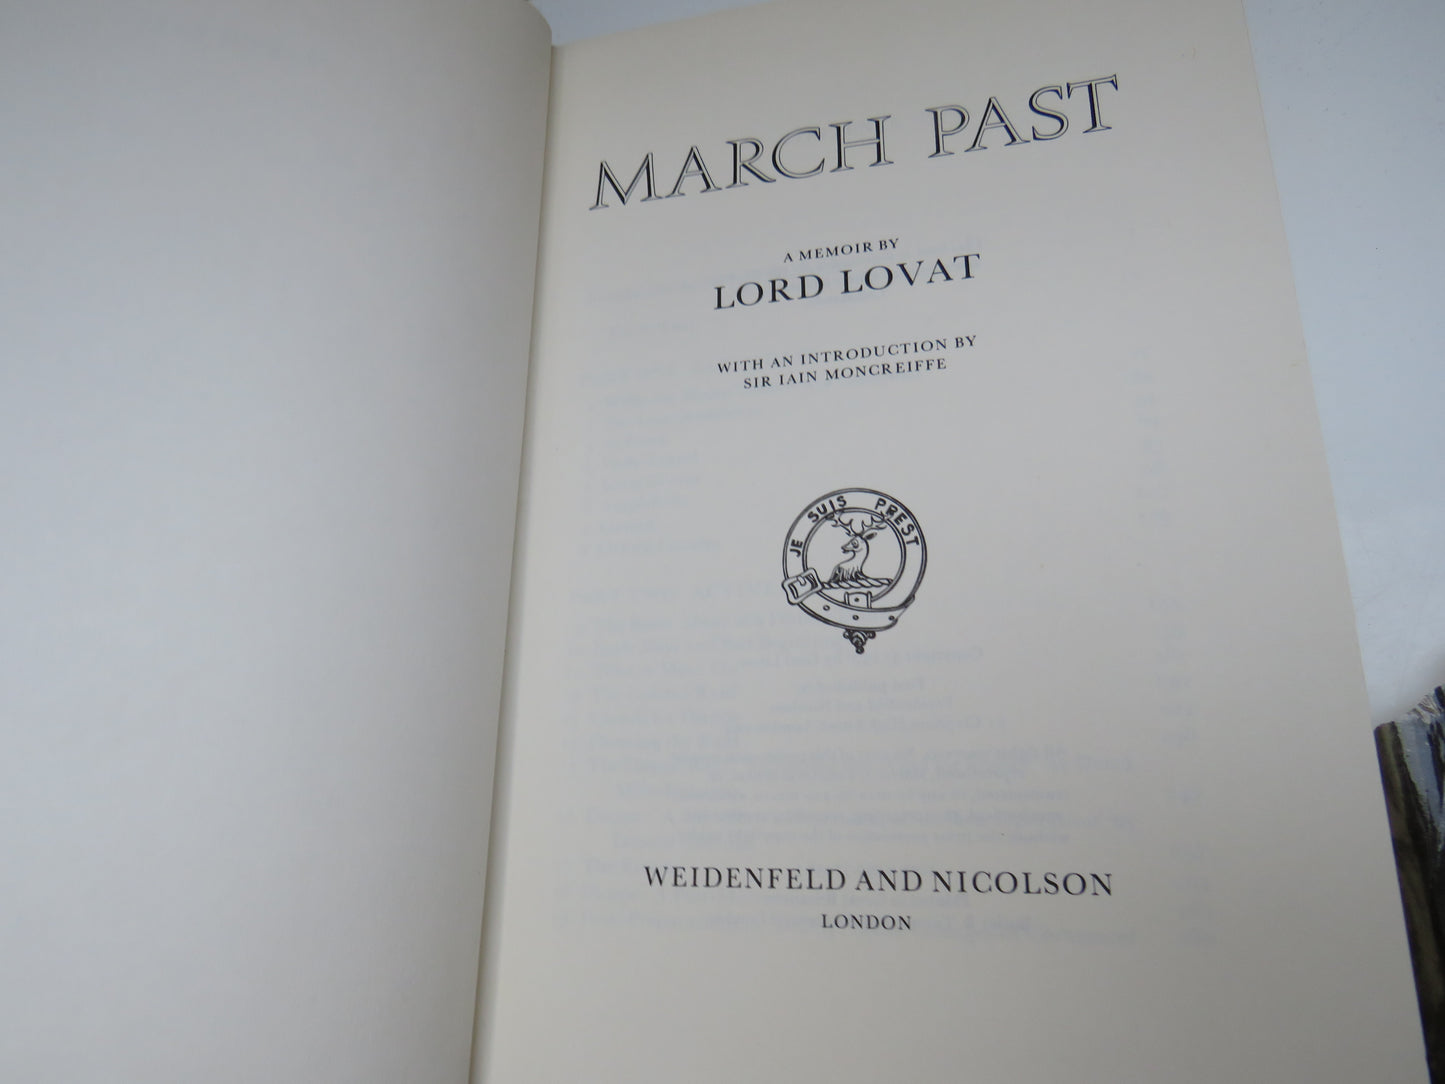 MARCH PAST
A MEMOIR BY
LORD LOVAT
WITH AN INTRODUCTION BY
SIR IAIN MONCREIFFE
JE SUIS PREST
WEIDENFELD AND NICOLSON
LONDON